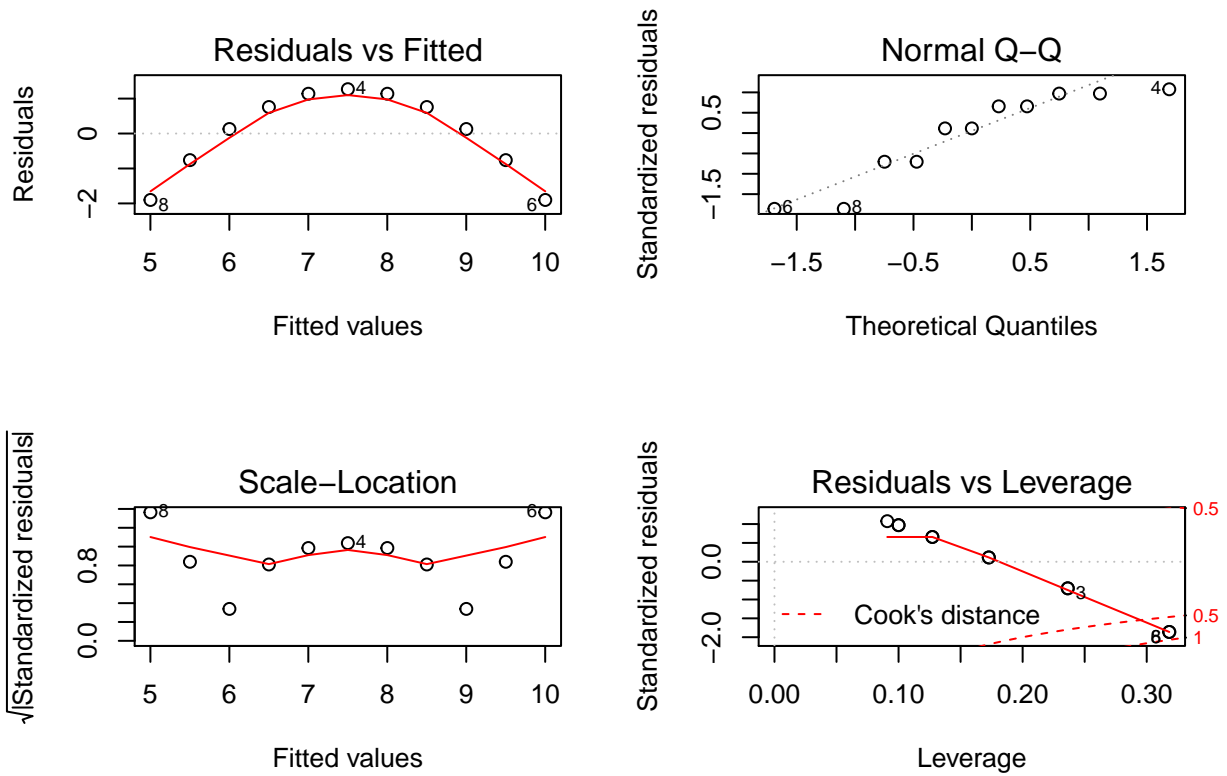 Residuals vs Fitted
Residuals
0
−2
4
8
6
5 6 7 8 9 10
Fitted values
Normal Q−Q
Standardized residuals
0.5
−1.5
4
6
8
−1.5 −0.5 0.5 1.5
Theoretical Quantiles
Scale−Location
√|Standardized residuals|
0.8
0.0
8
6
4
5 6 7 8 9 10
Fitted values
Residuals vs Leverage
Standardized residuals
0.0
−2.0
0.5
3
Cook's distance
0.5
1
0.00 0.10 0.20 0.30
Leverage